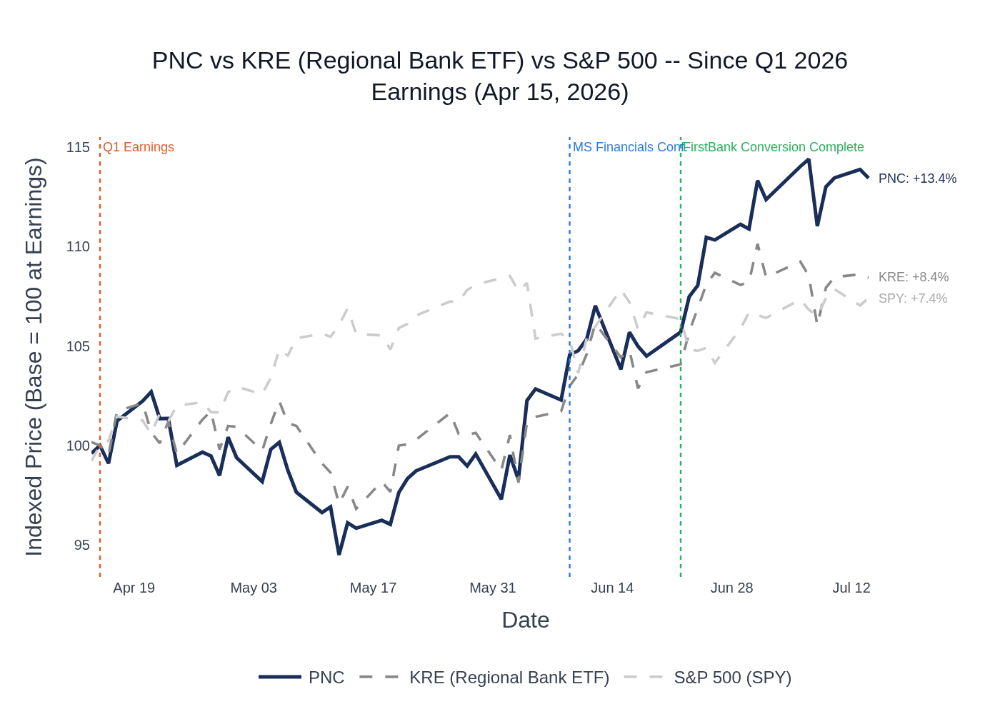 PNC vs KRE (Regional Bank ETF) vs S&P 500 -- Since Q1 2026
Earnings (Apr 15, 2026)
Indexed Price (Base = 100 at Earnings)
115
110
105
100
95
Q1 Earnings
MS Financials Conf.
FirstBank Conversion Complete
PNC: +13.4%
KRE: +8.4%
SPY: +7.4%
Apr 19
May 03
May 17
May 31
Jun 14
Jun 28
Jul 12
Date
PNC
KRE (Regional Bank ETF)
S&P 500 (SPY)